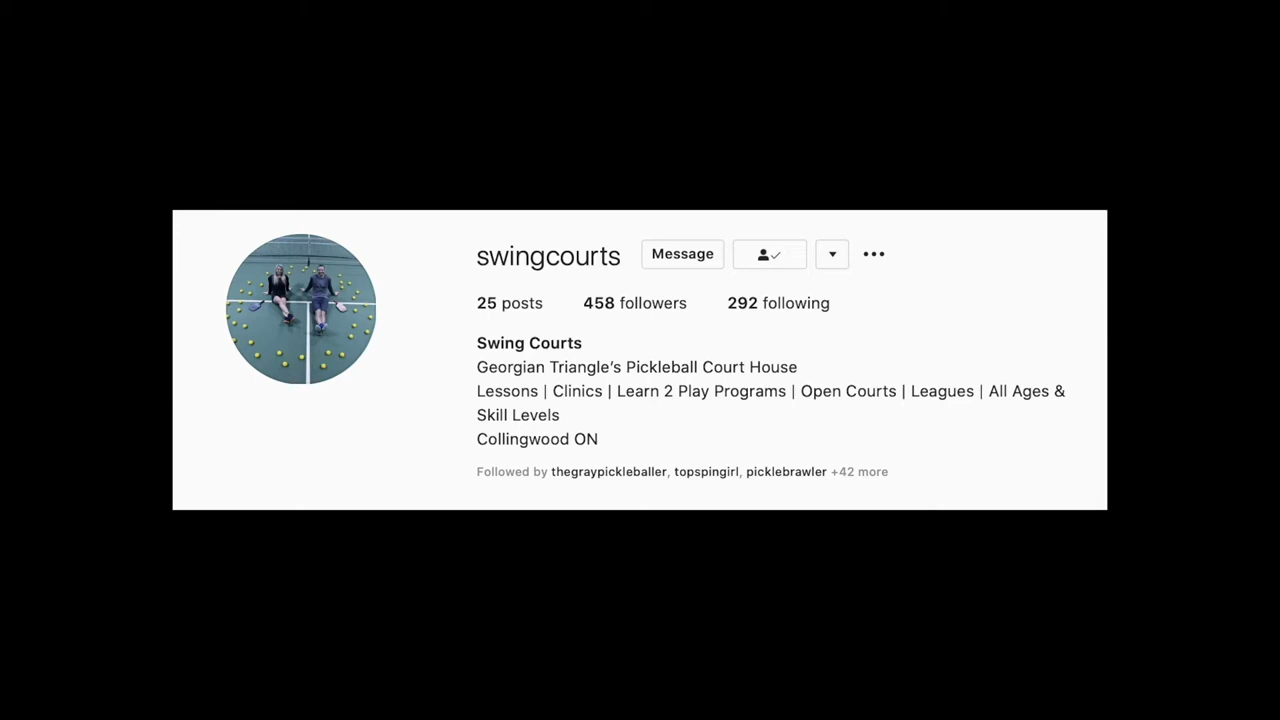 swingcourts Message
25 posts 458 followers 292 following
Swing Courts
Georgian Triangle’s Pickleball Court House
Lessons | Clinics | Learn 2 Play Programs | Open Courts | Leagues | All Ages &
Skill Levels
Collingwood ON
Followed by thegraypickleballer, topspingirl, picklebrawler +42 more